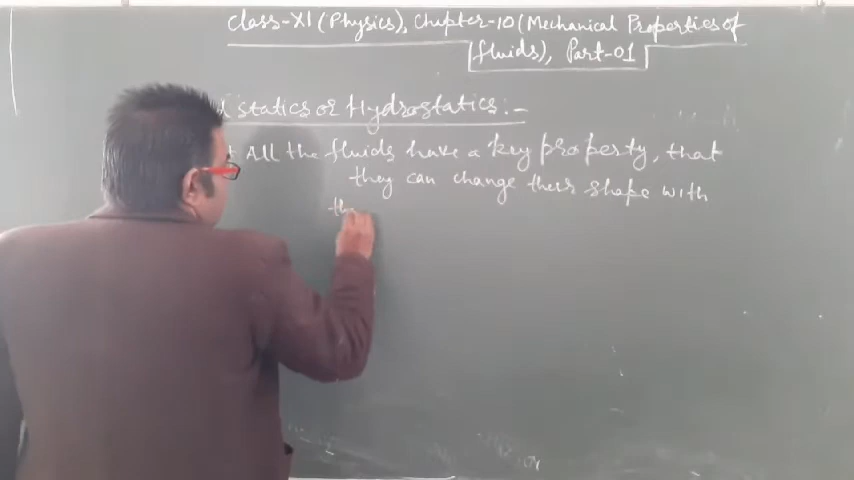 Class-XI (Physics), Chapter-10 (Mechanical Properties of
fluids), Part-01
statics or Hydrostatics:-
All the fluids have a key property, that
they can change their shape with
th